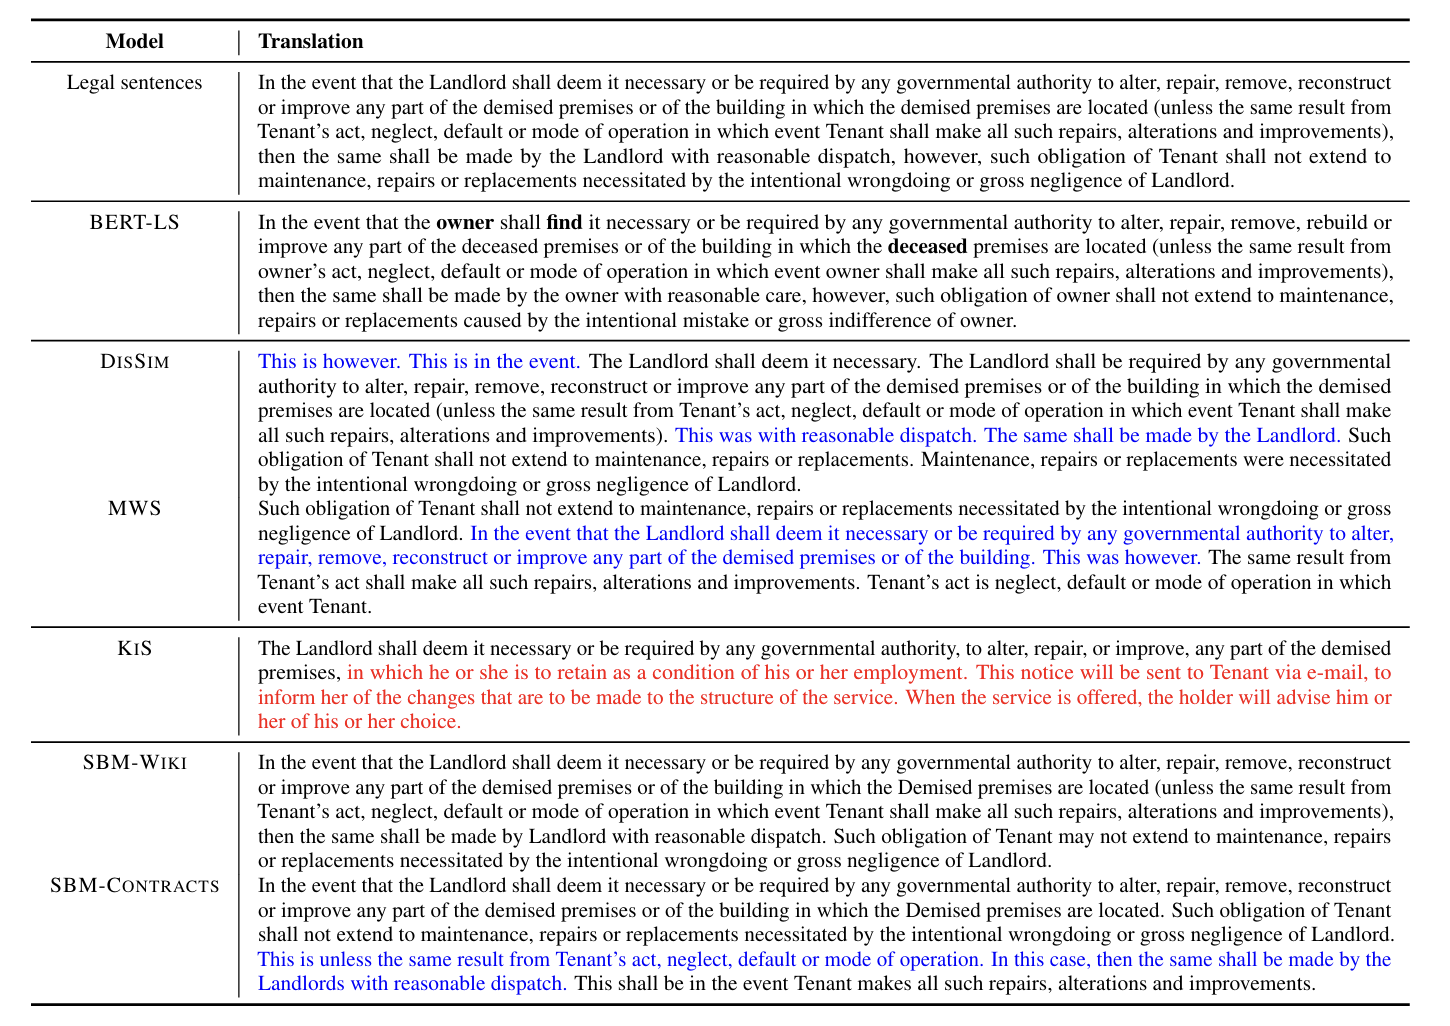 Model Translation
Legal sentences In the event that the Landlord shall deem it necessary or be required by any governmental authority to alter, repair, remove, reconstruct
or improve any part of the demised premises or of the building in which the demised premises are located (unless the same result from
Tenant's act, neglect, default or mode of operation in which event Tenant shall make all such repairs, alterations and improvements),
then the same shall be made by the Landlord with reasonable dispatch, however, such obligation of Tenant shall not extend to
maintenance, repairs or replacements necessitated by the intentional wrongdoing or gross negligence of Landlord.
BERT-LS In the event that the owner shall find it necessary or be required by any governmental authority to alter, repair, remove, rebuild or
improve any part of the deceased premises or of the building in which the deceased premises are located (unless the same result from
owner's act, neglect, default or mode of operation in which event owner shall make all such repairs, alterations and improvements),
then the same shall be made by the owner with reasonable care, however, such obligation of owner shall not extend to maintenance,
repairs or replacements caused by the intentional mistake or gross indifference of owner.
DISSIM This is however. This is in the event. The Landlord shall deem it necessary. The Landlord shall be required by any governmental
authority to alter, repair, remove, reconstruct or improve any part of the demised premises or of the building in which the demised
premises are located (unless the same result from Tenant's act, neglect, default or mode of operation in which event Tenant shall make
all such repairs, alterations and improvements). This was with reasonable dispatch. The same shall be made by the Landlord. Such
obligation of Tenant shall not extend to maintenance, repairs or replacements. Maintenance, repairs or replacements were necessitated
by the intentional wrongdoing or gross negligence of Landlord.
MWS Such obligation of Tenant shall not extend to maintenance, repairs or replacements necessitated by the intentional wrongdoing or gross
negligence of Landlord. In the event that the Landlord shall deem it necessary or be required by any governmental authority to alter,
repair, remove, reconstruct or improve any part of the demised premises or of the building. This was however. The same result from
Tenant's act shall make all such repairs, alterations and improvements. Tenant's act is neglect, default or mode of operation in which
event Tenant.
KIS The Landlord shall deem it necessary or be required by any governmental authority, to alter, repair, or improve, any part of the demised
premises, in which he or she is to retain as a condition of his or her employment. This notice will be sent to Tenant via e-mail, to
inform her of the changes that are to be made to the structure of the service. When the service is offered, the holder will advise him or
her of his or her choice.
SBM-WIKI In the event that the Landlord shall deem it necessary or be required by any governmental authority to alter, repair, remove, reconstruct
or improve any part of the demised premises or of the building in which the Demised premises are located (unless the same result from
Tenant's act, neglect, default or mode of operation in which event Tenant shall make all such repairs, alterations and improvements),
then the same shall be made by Landlord with reasonable dispatch. Such obligation of Tenant may not extend to maintenance, repairs
or replacements necessitated by the intentional wrongdoing or gross negligence of Landlord.
SBM-CONTRACTS In the event that the Landlord shall deem it necessary or be required by any governmental authority to alter, repair, remove, reconstruct
or improve any part of the demised premises or of the building in which the Demised premises are located. Such obligation of Tenant
shall not extend to maintenance, repairs or replacements necessitated by the intentional wrongdoing or gross negligence of Landlord.
This is unless the same result from Tenant's act, neglect, default or mode of operation. In this case, then the same shall be made by the
Landlords with reasonable dispatch. This shall be in the event Tenant makes all such repairs, alterations and improvements.